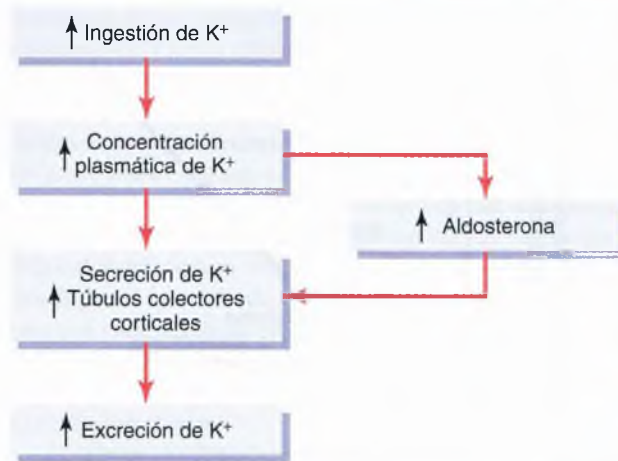 ↑ Ingestión de K⁺
↑ Concentración
plasmática de K⁺
↑ Aldosterona
Secreción de K⁺
↑ Túbulos colectores
corticales
↑ Excreción de K⁺